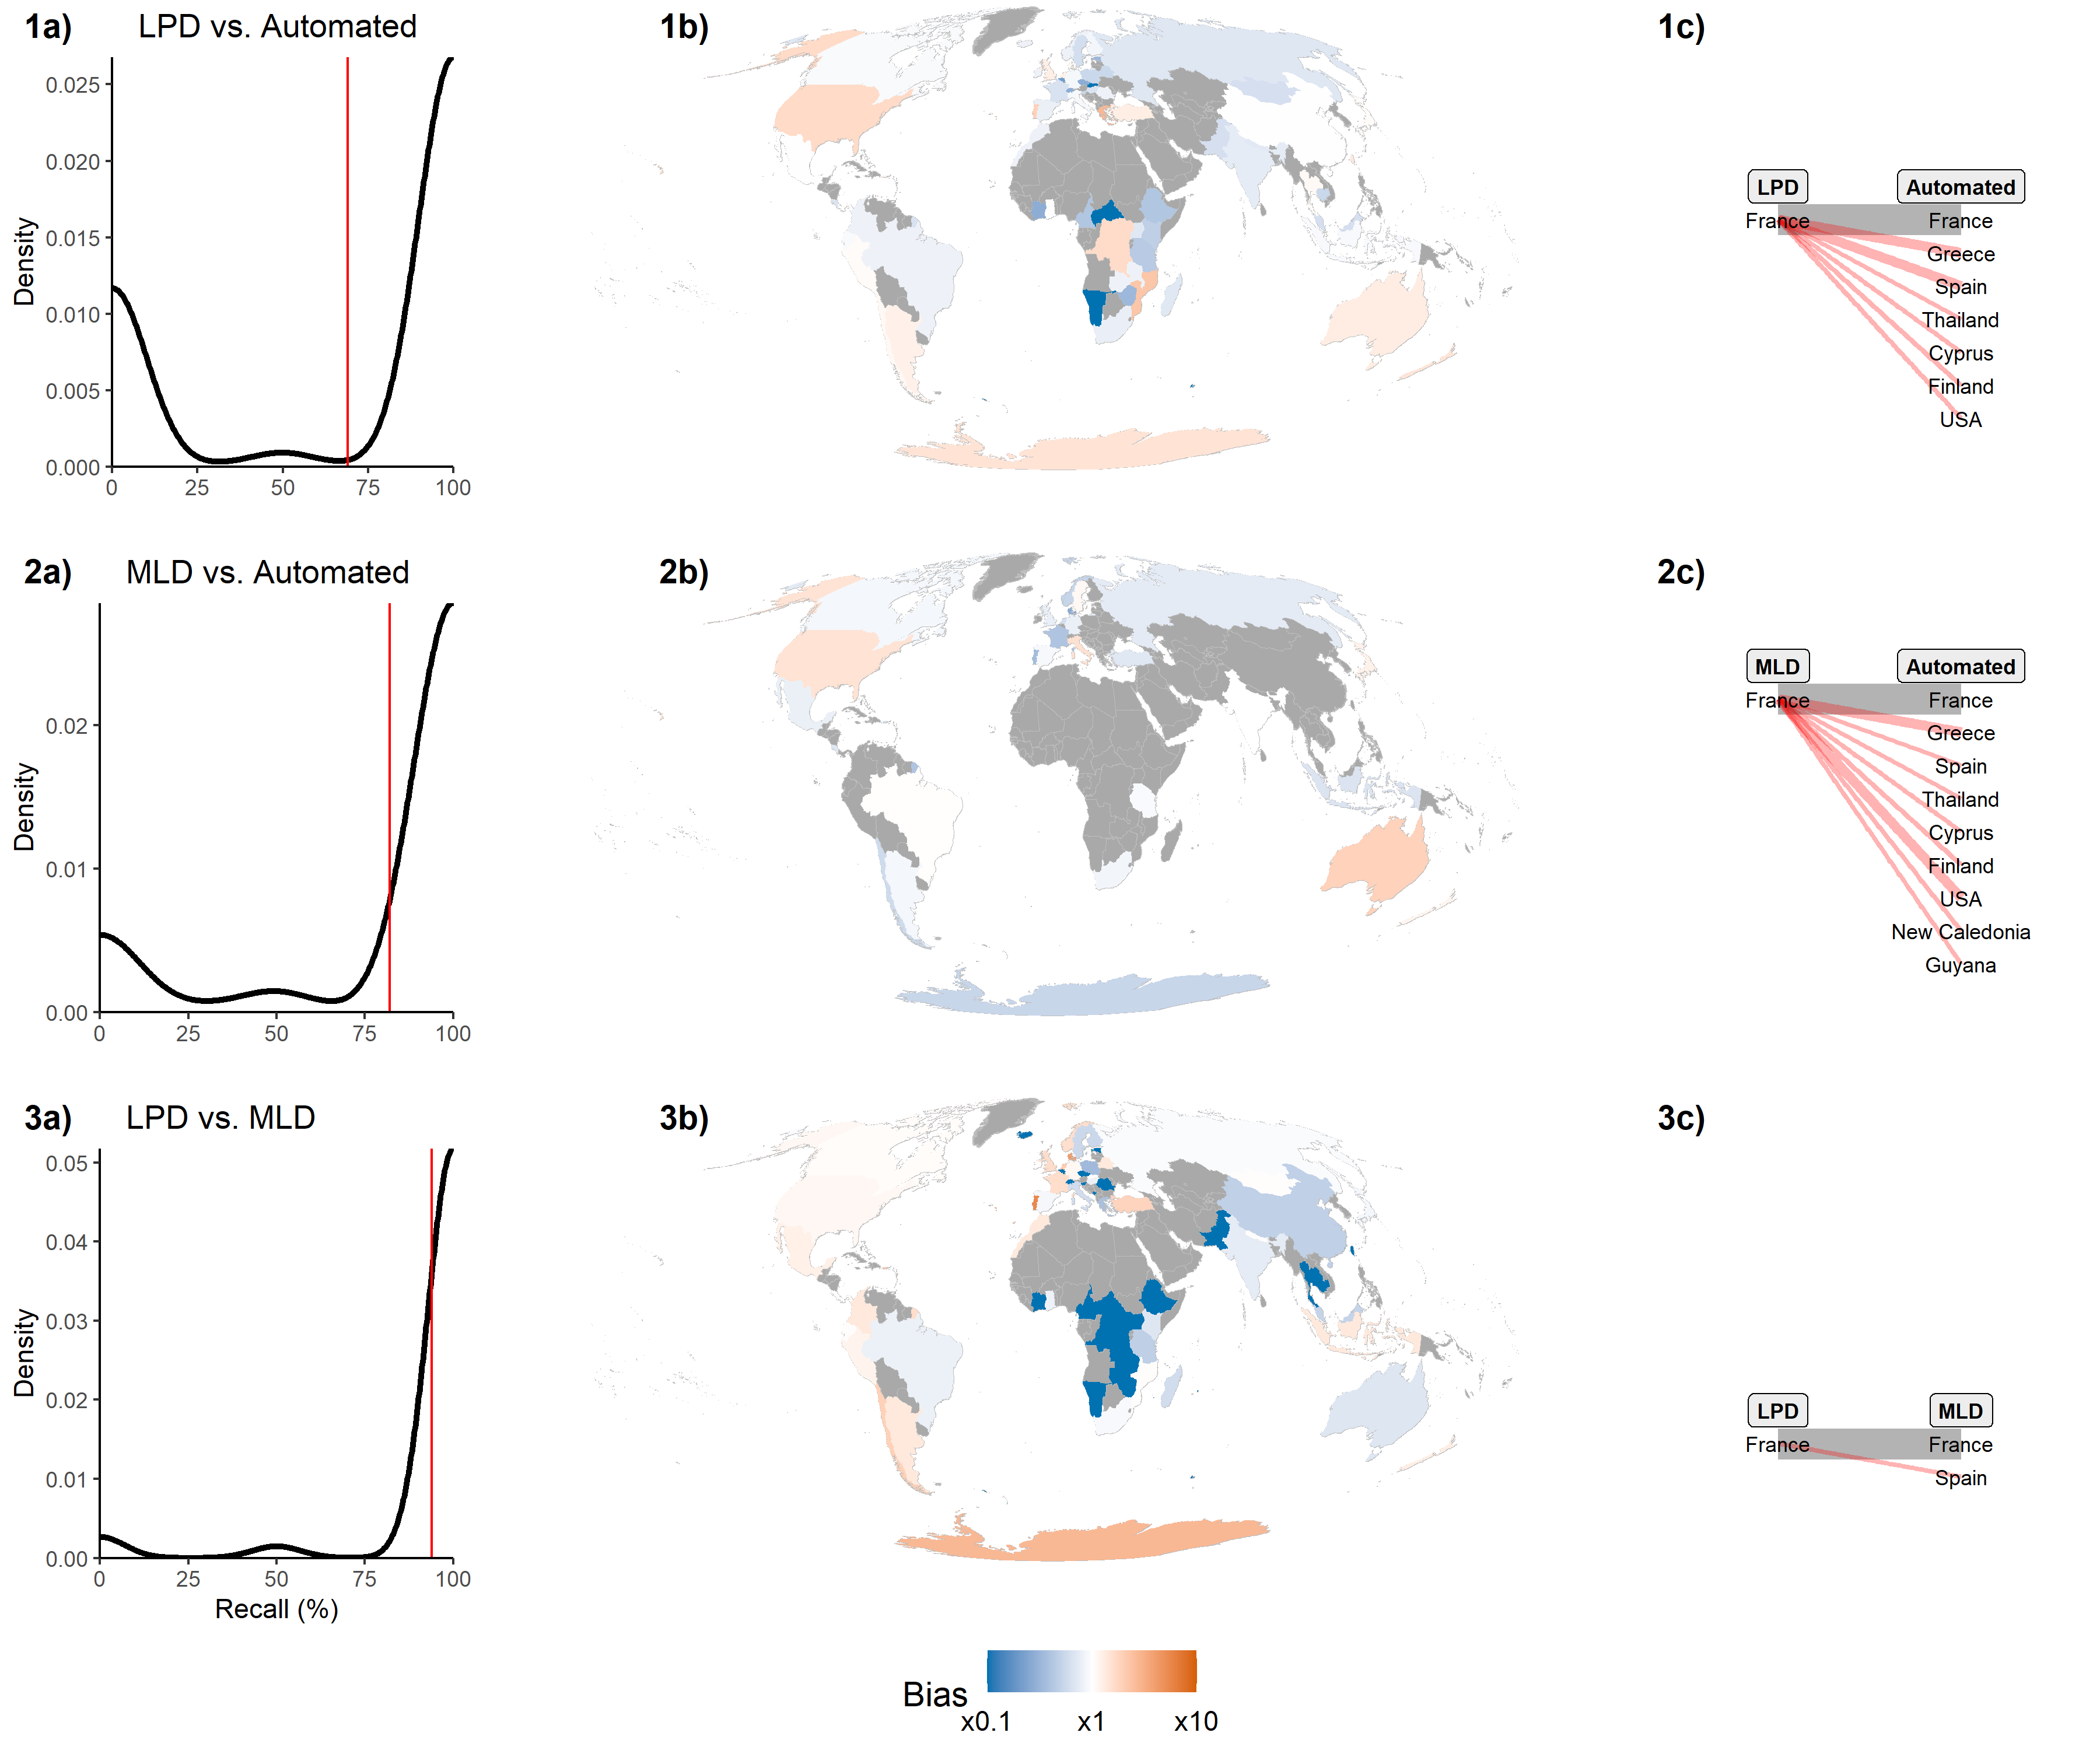 1a) LPD vs. Automated
1b)
1c)
Density
0.025
0.020
0.015
0.010
0.005
0.000
0 25 50 75 100
LPD Automated
France France
Greece
Spain
Thailand
Cyprus
Finland
USA
2a) MLD vs. Automated
2b)
2c)
Density
0.02
0.01
0.00
0 25 50 75 100
MLD Automated
France France
Greece
Spain
Thailand
Cyprus
Finland
USA
New Caledonia
Guyana
3a) LPD vs. MLD
3b)
3c)
Density
0.05
0.04
0.03
0.02
0.01
0.00
0 25 50 75 100
Recall (%)
LPD MLD
France France
Spain
Bias
x0.1 x1 x10